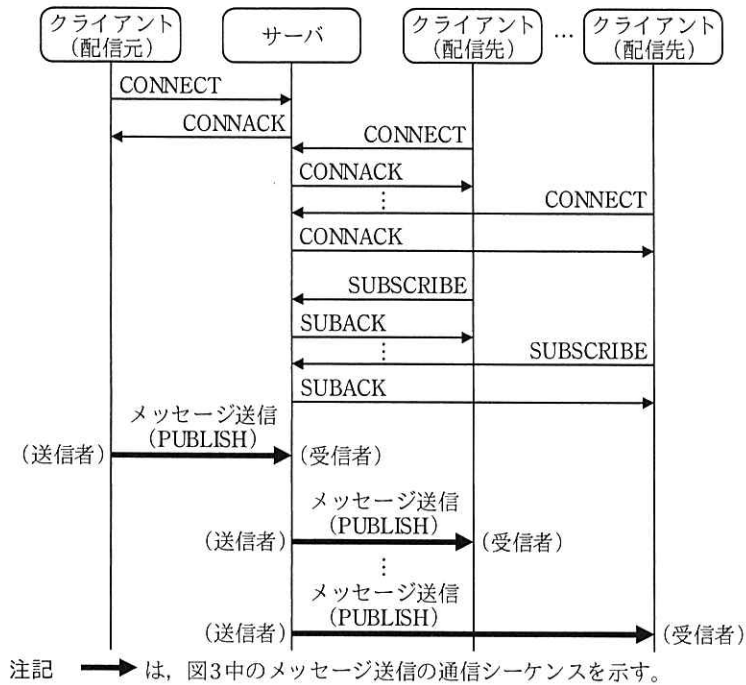 クライアント
(配信元)
サーバ
クライアント
(配信先)
…
クライアント
(配信先)
CONNECT
CONNACK
CONNECT
CONNACK
⋮
CONNECT
CONNACK
SUBSCRIBE
SUBACK
⋮
SUBSCRIBE
SUBACK
メッセージ送信
(PUBLISH)
(送信者)
(受信者)
メッセージ送信
(PUBLISH)
(送信者)
(受信者)
⋮
メッセージ送信
(PUBLISH)
(送信者)
(受信者)
注記 ➡ は，図3中のメッセージ送信の通信シーケンスを示す。